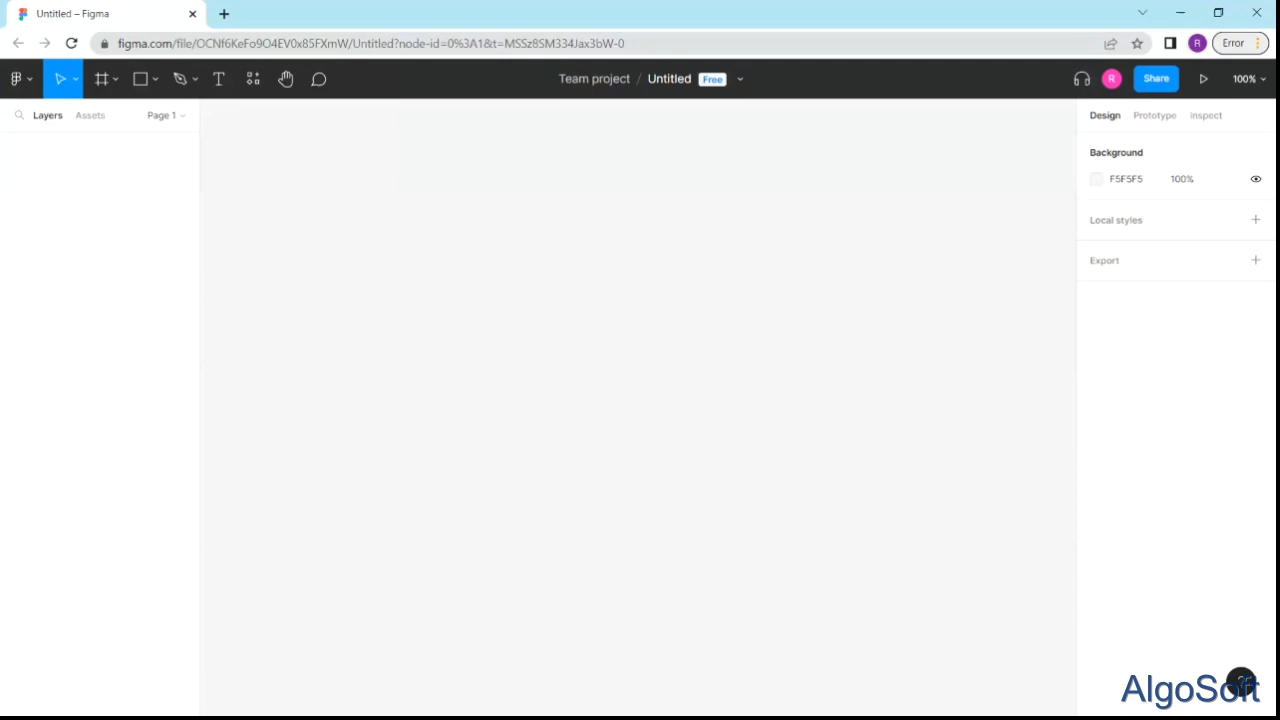 Untitled – Figma
figma.com/file/OCNf6KeFo9O4EV0x85FXmW/Untitled?node-id=0%3A1&t=MSSz8SM334Jax3bW-0
R
Error
Team project / Untitled Free
R
Share
100%
Layers
Assets
Page 1
Design
Prototype
Inspect
Background
F5F5F5
100%
Local styles
Export
AlgoSoft